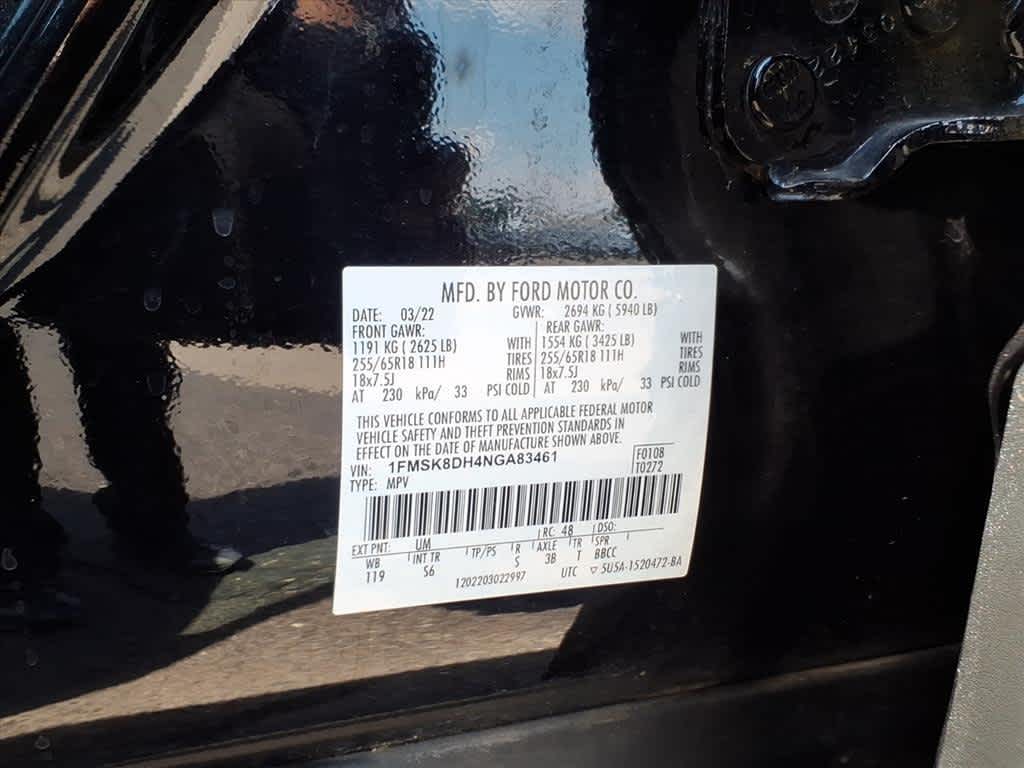 MFD. BY FORD MOTOR CO.
DATE: 03/22 GVWR: 2694 KG ( 5940 LB)
FRONT GAWR: REAR GAWR:
1191 KG ( 2625 LB) WITH 1554 KG ( 3425 LB) WITH
255/65R18 111H TIRES 255/65R18 111H TIRES
18x7.5J RIMS 18x7.5J RIMS
AT 230 kPa/ 33 PSI COLD AT 230 kPa/ 33 PSI COLD
THIS VEHICLE CONFORMS TO ALL APPLICABLE FEDERAL MOTOR
VEHICLE SAFETY AND THEFT PREVENTION STANDARDS IN
EFFECT ON THE DATE OF MANUFACTURE SHOWN ABOVE.
VIN: 1FMSK8DH4NGA83461 F0108
TYPE: MPV T0272
EXT PNT: UM RC: 48 DSO:
WB INT TR TP/PS R AXLE TR SPR
119 S6 S 3B T BBCC
1202203022997 UTC ▽ 5U5A-1520472-BA